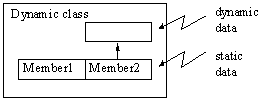 Dynamic class
dynamic
data
static
data
Member1 Member2